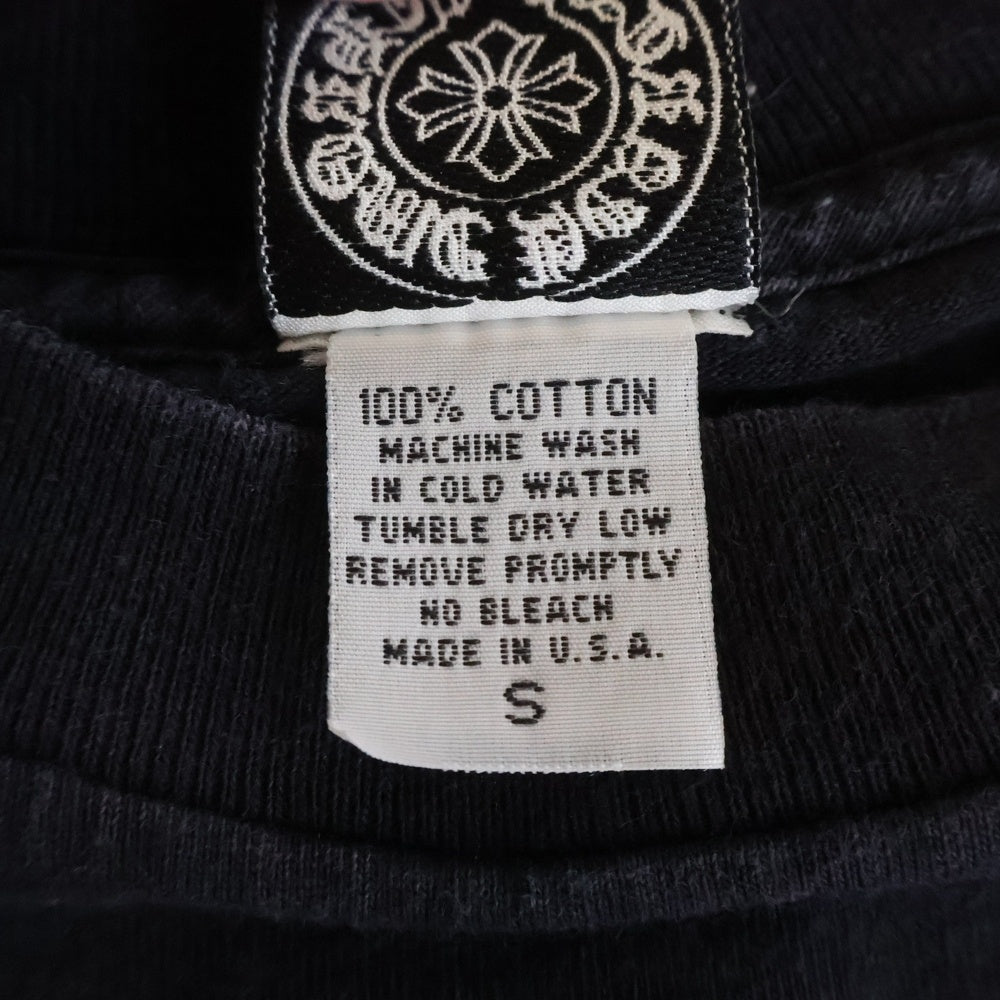 100% COTTON
MACHINE WASH
IN COLD WATER
TUMBLE DRY LOW
REMOVE PROMPTLY
NO BLEACH
MADE IN U.S.A.
S